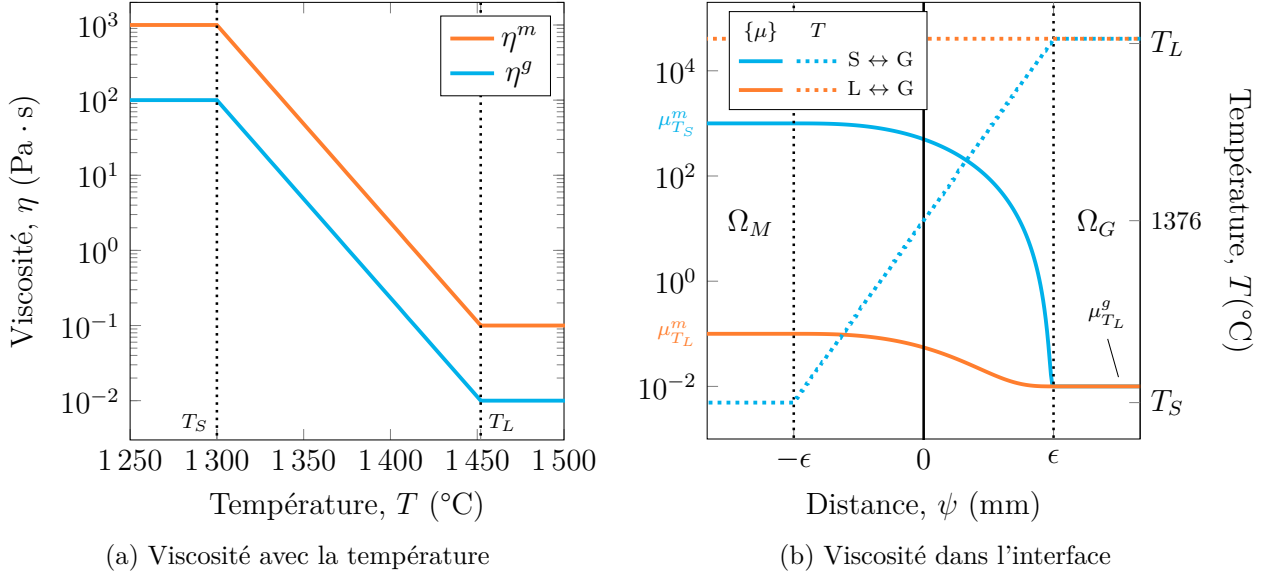 10³
10²
10¹
10⁰
10⁻¹
10⁻²
Viscosité, η (Pa · s)
ηᵐ
ηᵍ
T_S
T_L
1 250
1 300
1 350
1 400
1 450
1 500
Température, T (°C)
(a) Viscosité avec la température
{μ} T
S ↔ G
L ↔ G
10⁴
10²
10⁰
10⁻²
μ^m_{T_S}
μ^m_{T_L}
Ω_M
Ω_G
μ^g_{T_L}
T_L
1376
T_S
Température, T(°C)
−ϵ
0
ϵ
Distance, ψ (mm)
(b) Viscosité dans l'interface